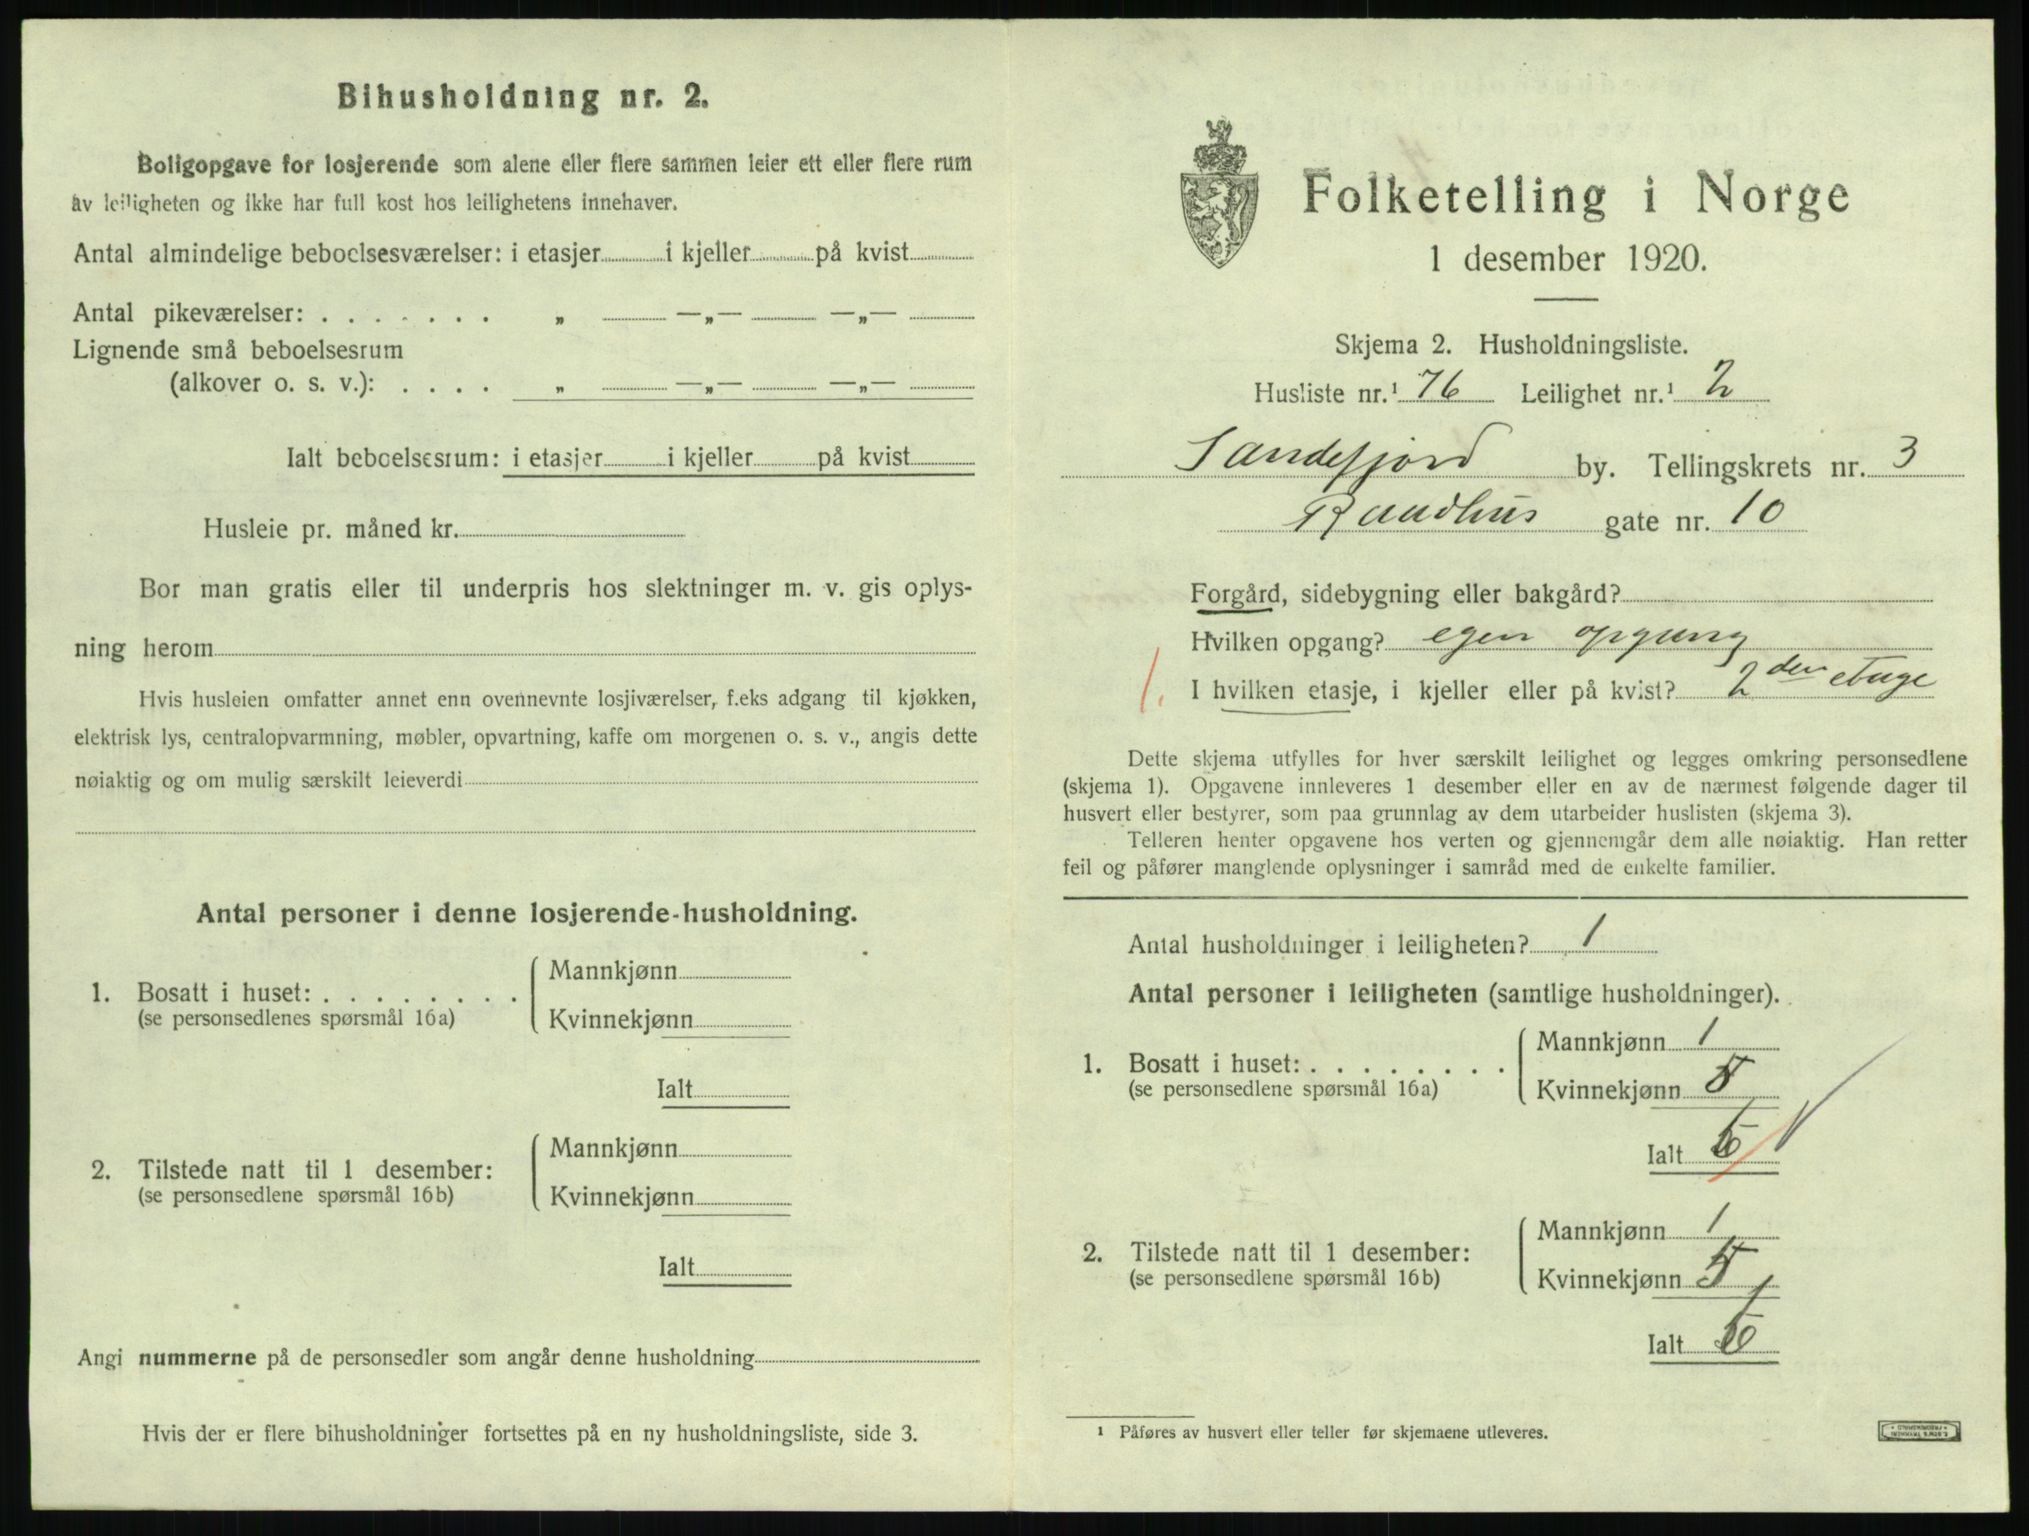 Bihusholdning nr. 2.
Boligopgave for losjerende som alene eller flere sammen leier ett eller flere rum
av leiligheten og ikke har full kost hos leilighetens innehaver.
Antal almindelige beboelsesværelser: i etasjer i kjeller på kvist
Antal pikeværelser: . . . . . . . „ —„— —„—
Lignende små beboelsesrum
(alkover o. s. v.): . . . . „ —„— —„—
Ialt beboelsesrum: i etasjer i kjeller på kvist
Husleie pr. måned kr.
Bor man gratis eller til underpris hos slektninger m. v. gis oplys-
ning herom
Hvis husleien omfatter annet enn ovennevnte losjiværelser, f.eks adgang til kjøkken,
elektrisk lys, centralopvarmning, møbler, opvartning, kaffe om morgenen o. s. v., angis dette
nøiaktig og om mulig særskilt leieverdi
Antal personer i denne losjerende-husholdning.
1. Bosatt i huset: . . . . . . . . Mannkjønn
(se personsedlenes spørsmål 16a) Kvinnekjønn
Ialt
2. Tilstede natt til 1 desember: Mannkjønn
(se personsedlene spørsmål 16b) Kvinnekjønn
Ialt
Angi nummerne på de personsedler som angår denne husholdning
Hvis der er flere bihusholdninger fortsettes på en ny husholdningsliste, side 3.
Folketelling i Norge
1 desember 1920.
Skjema 2. Husholdningsliste.
Husliste nr.¹ 76 Leilighet nr.¹ 2
Sandefjord by. Tellingskrets nr. 3
Raadhus gate nr. 10
Forgård, sidebygning eller bakgård?
Hvilken opgang? egen opgang
1. I hvilken etasje, i kjeller eller på kvist? 2den etage
Dette skjema utfylles for hver særskilt leilighet og legges omkring personsedlene
(skjema 1). Opgavene innleveres 1 desember eller en av de nærmest følgende dager til
husvert eller bestyrer, som paa grunnlag av dem utarbeider huslisten (skjema 3).
Telleren henter opgavene hos verten og gjennemgår dem alle nøiaktig. Han retter
feil og påfører manglende oplysninger i samråd med de enkelte familier.
Antal husholdninger i leiligheten? 1
Antal personer i leiligheten (samtlige husholdninger).
1. Bosatt i huset: . . . . . . . . Mannkjønn 1
(se personsedlene spørsmål 16a) Kvinnekjønn 5
Ialt 6
2. Tilstede natt til 1 desember: Mannkjønn 1
(se personsedlene spørsmål 16b) Kvinnekjønn 5
Ialt 6
¹ Påføres av husvert eller teller før skjemaene utleveres.